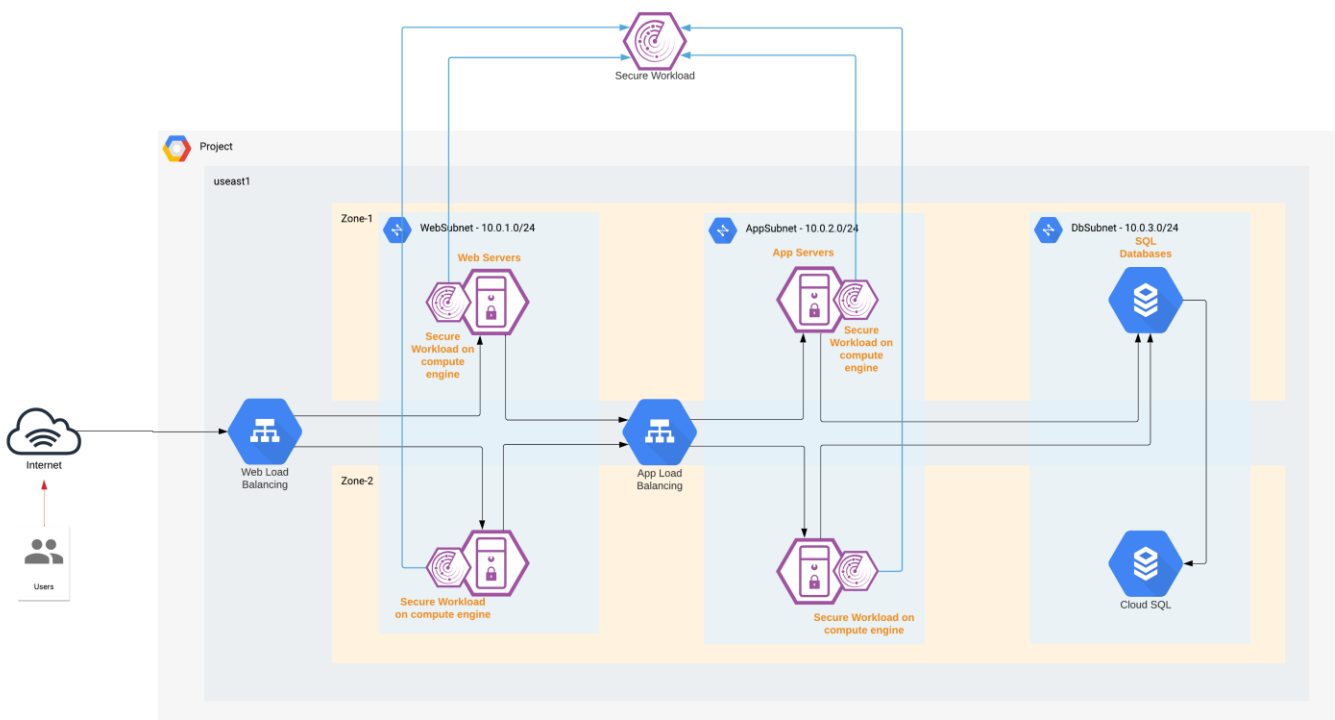 Secure Workload
Project
useast1
Zone-1
WebSubnet - 10.0.1.0/24
AppSubnet - 10.0.2.0/24
DbSubnet - 10.0.3.0/24
Web Servers
App Servers
SQL
Databases
Secure
Workload on
compute
engine
Secure
Workload on
compute
engine
Internet
Web Load
Balancing
App Load
Balancing
Zone-2
Users
Secure Workload
on compute engine
Secure Workload on
compute engine
Cloud SQL